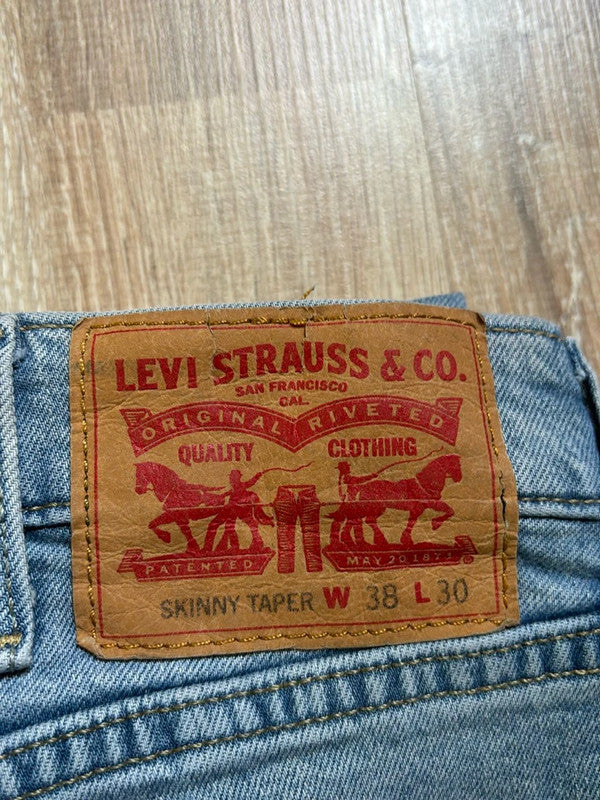 LEVI STRAUSS & CO.
SAN FRANCISCO
CAL.
ORIGINAL RIVETED
QUALITY CLOTHING
PATENTED MAY 20 1873
SKINNY TAPER W 38 L 30